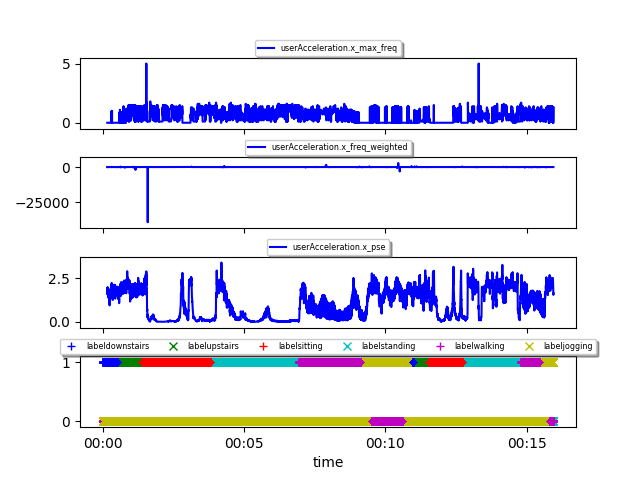 userAcceleration.x_max_freq
5
0
userAcceleration.x_freq_weighted
0
−25000
userAcceleration.x_pse
2.5
0.0
labeldownstairs labelupstairs labelsitting labelstanding labelwalking labeljogging
1
0
00:00 00:05 00:10 00:15
time